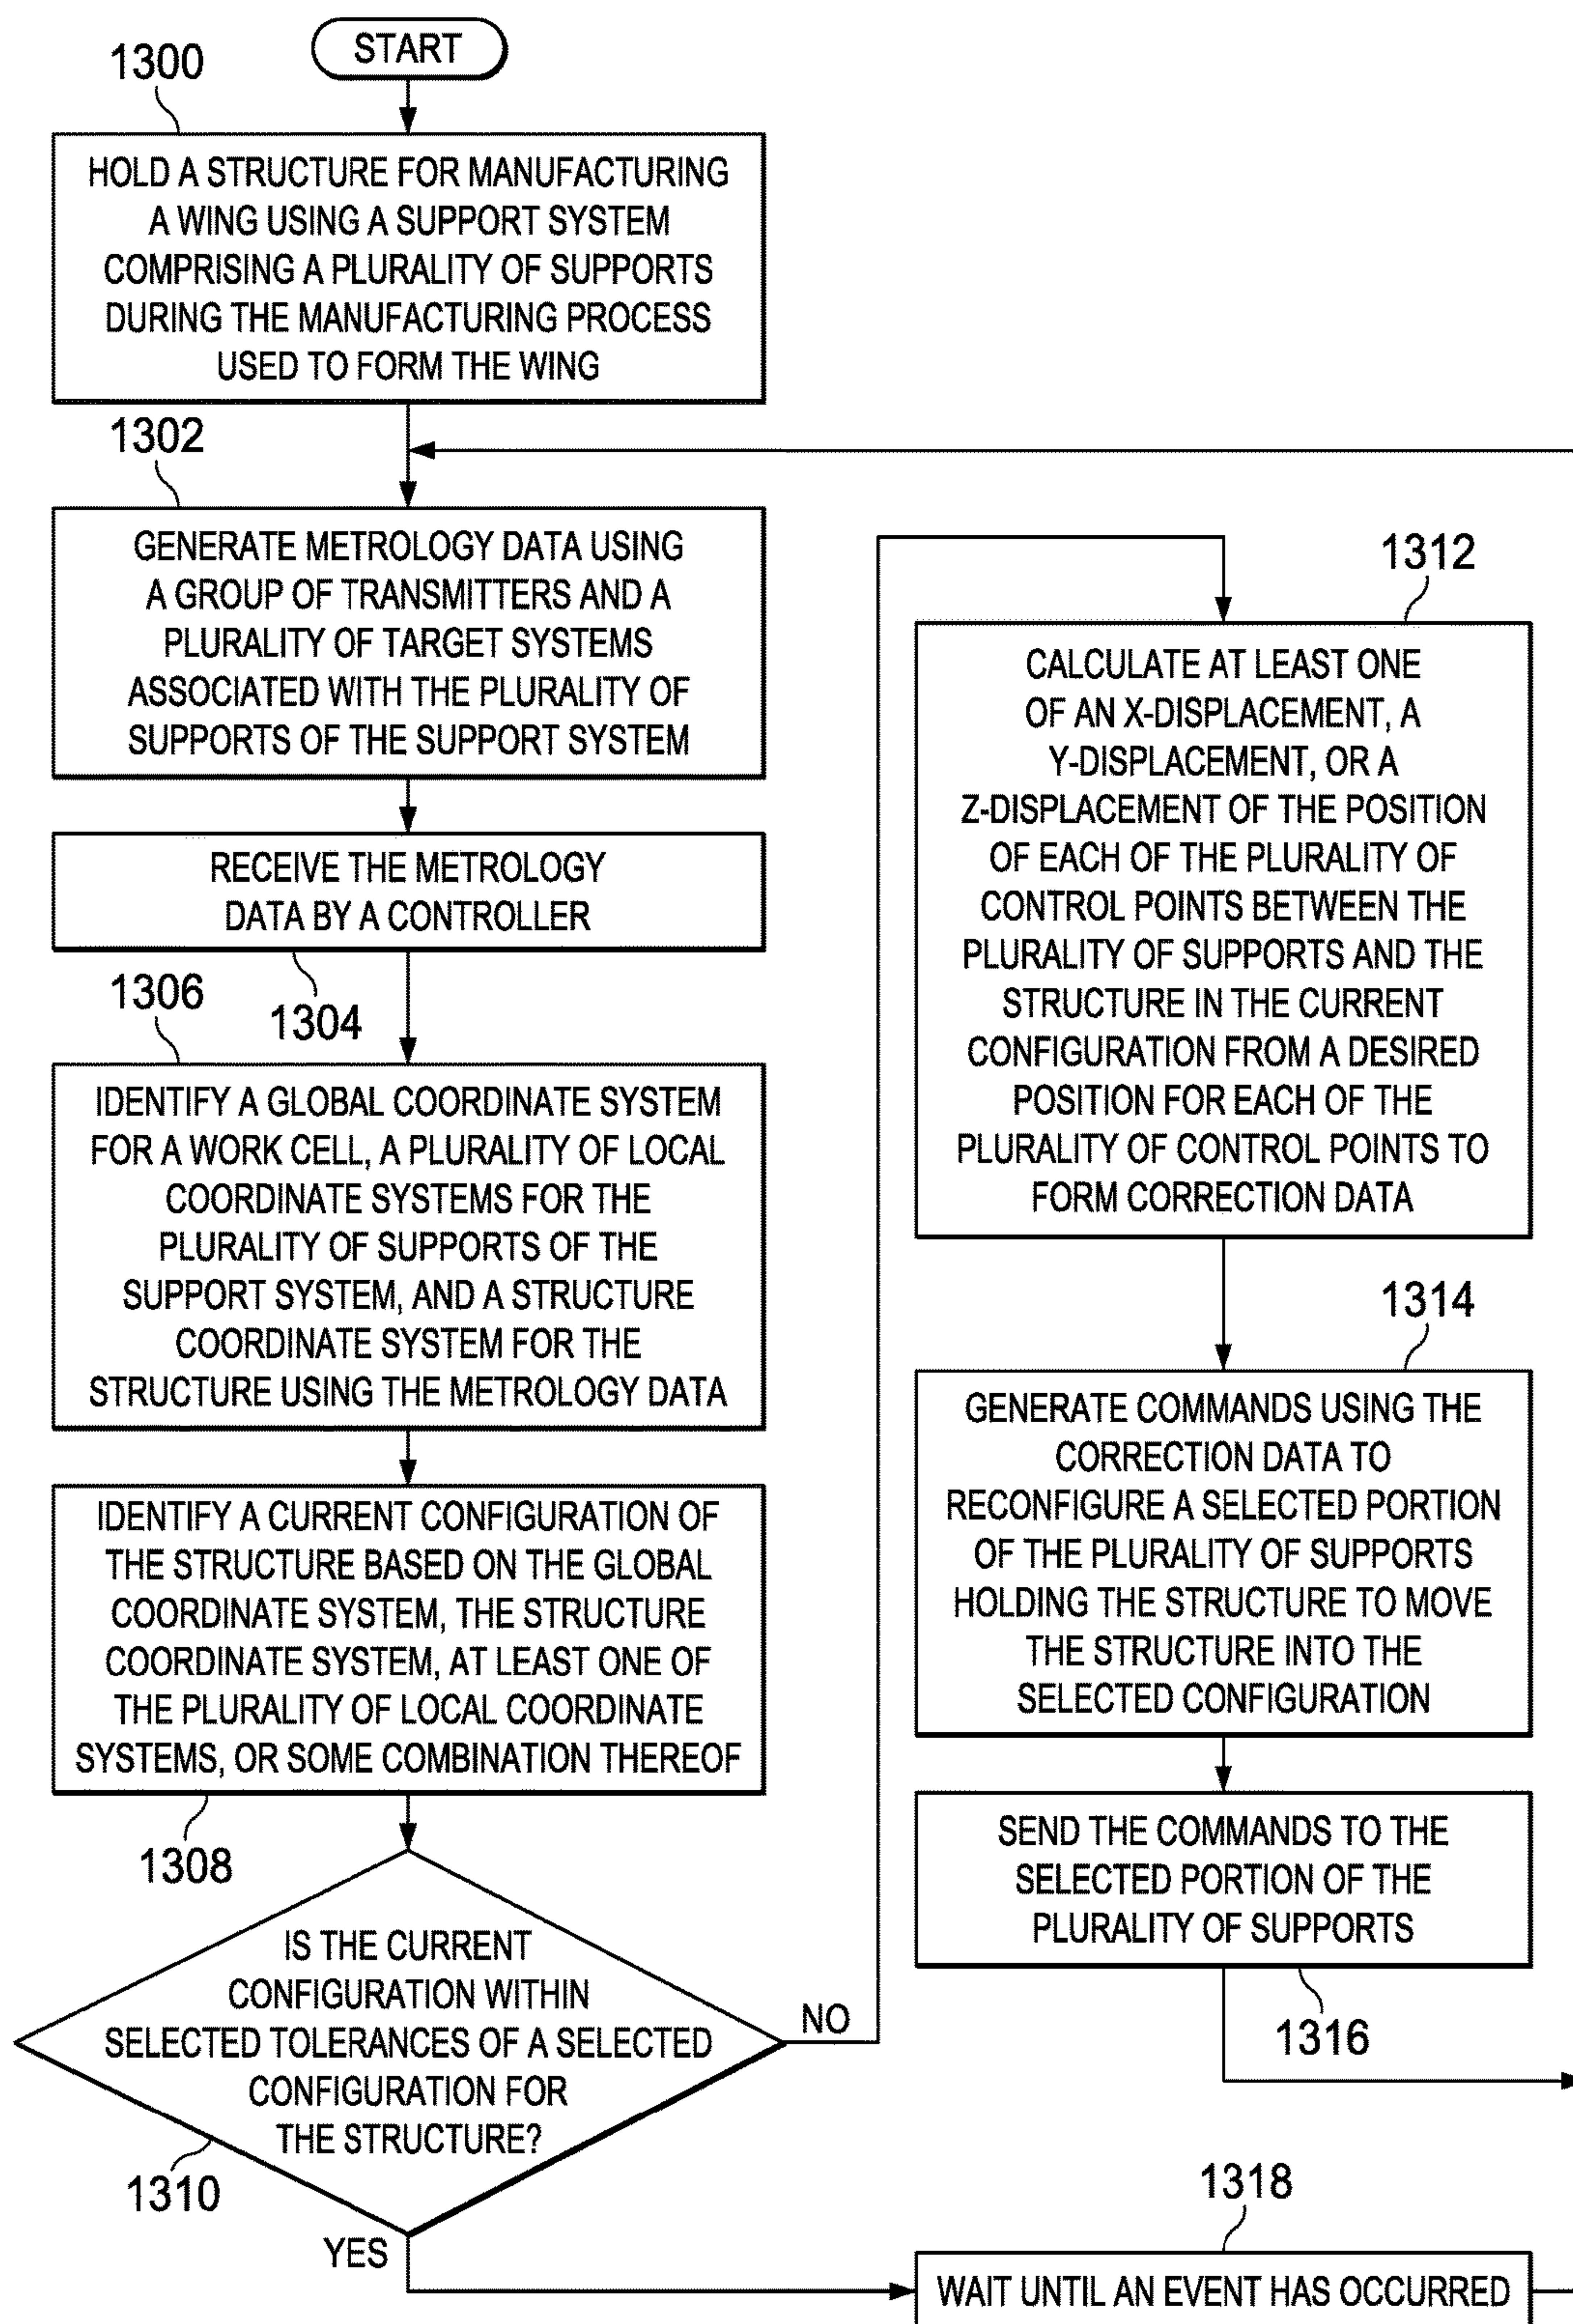 START
1300
HOLD A STRUCTURE FOR MANUFACTURING
A WING USING A SUPPORT SYSTEM
COMPRISING A PLURALITY OF SUPPORTS
DURING THE MANUFACTURING PROCESS
USED TO FORM THE WING
1302
GENERATE METROLOGY DATA USING
A GROUP OF TRANSMITTERS AND A
PLURALITY OF TARGET SYSTEMS
ASSOCIATED WITH THE PLURALITY OF
SUPPORTS OF THE SUPPORT SYSTEM
RECEIVE THE METROLOGY
DATA BY A CONTROLLER
1304
1306
IDENTIFY A GLOBAL COORDINATE SYSTEM
FOR A WORK CELL, A PLURALITY OF LOCAL
COORDINATE SYSTEMS FOR THE
PLURALITY OF SUPPORTS OF THE
SUPPORT SYSTEM, AND A STRUCTURE
COORDINATE SYSTEM FOR THE
STRUCTURE USING THE METROLOGY DATA
IDENTIFY A CURRENT CONFIGURATION OF
THE STRUCTURE BASED ON THE GLOBAL
COORDINATE SYSTEM, THE STRUCTURE
COORDINATE SYSTEM, AT LEAST ONE OF
THE PLURALITY OF LOCAL COORDINATE
SYSTEMS, OR SOME COMBINATION THEREOF
1308
IS THE CURRENT
CONFIGURATION WITHIN
SELECTED TOLERANCES OF A SELECTED
CONFIGURATION FOR
THE STRUCTURE?
1310
NO
YES
1312
CALCULATE AT LEAST ONE
OF AN X-DISPLACEMENT, A
Y-DISPLACEMENT, OR A
Z-DISPLACEMENT OF THE POSITION
OF EACH OF THE PLURALITY OF
CONTROL POINTS BETWEEN THE
PLURALITY OF SUPPORTS AND THE
STRUCTURE IN THE CURRENT
CONFIGURATION FROM A DESIRED
POSITION FOR EACH OF THE
PLURALITY OF CONTROL POINTS TO
FORM CORRECTION DATA
1314
GENERATE COMMANDS USING THE
CORRECTION DATA TO
RECONFIGURE A SELECTED PORTION
OF THE PLURALITY OF SUPPORTS
HOLDING THE STRUCTURE TO MOVE
THE STRUCTURE INTO THE
SELECTED CONFIGURATION
SEND THE COMMANDS TO THE
SELECTED PORTION OF THE
PLURALITY OF SUPPORTS
1316
1318
WAIT UNTIL AN EVENT HAS OCCURRED